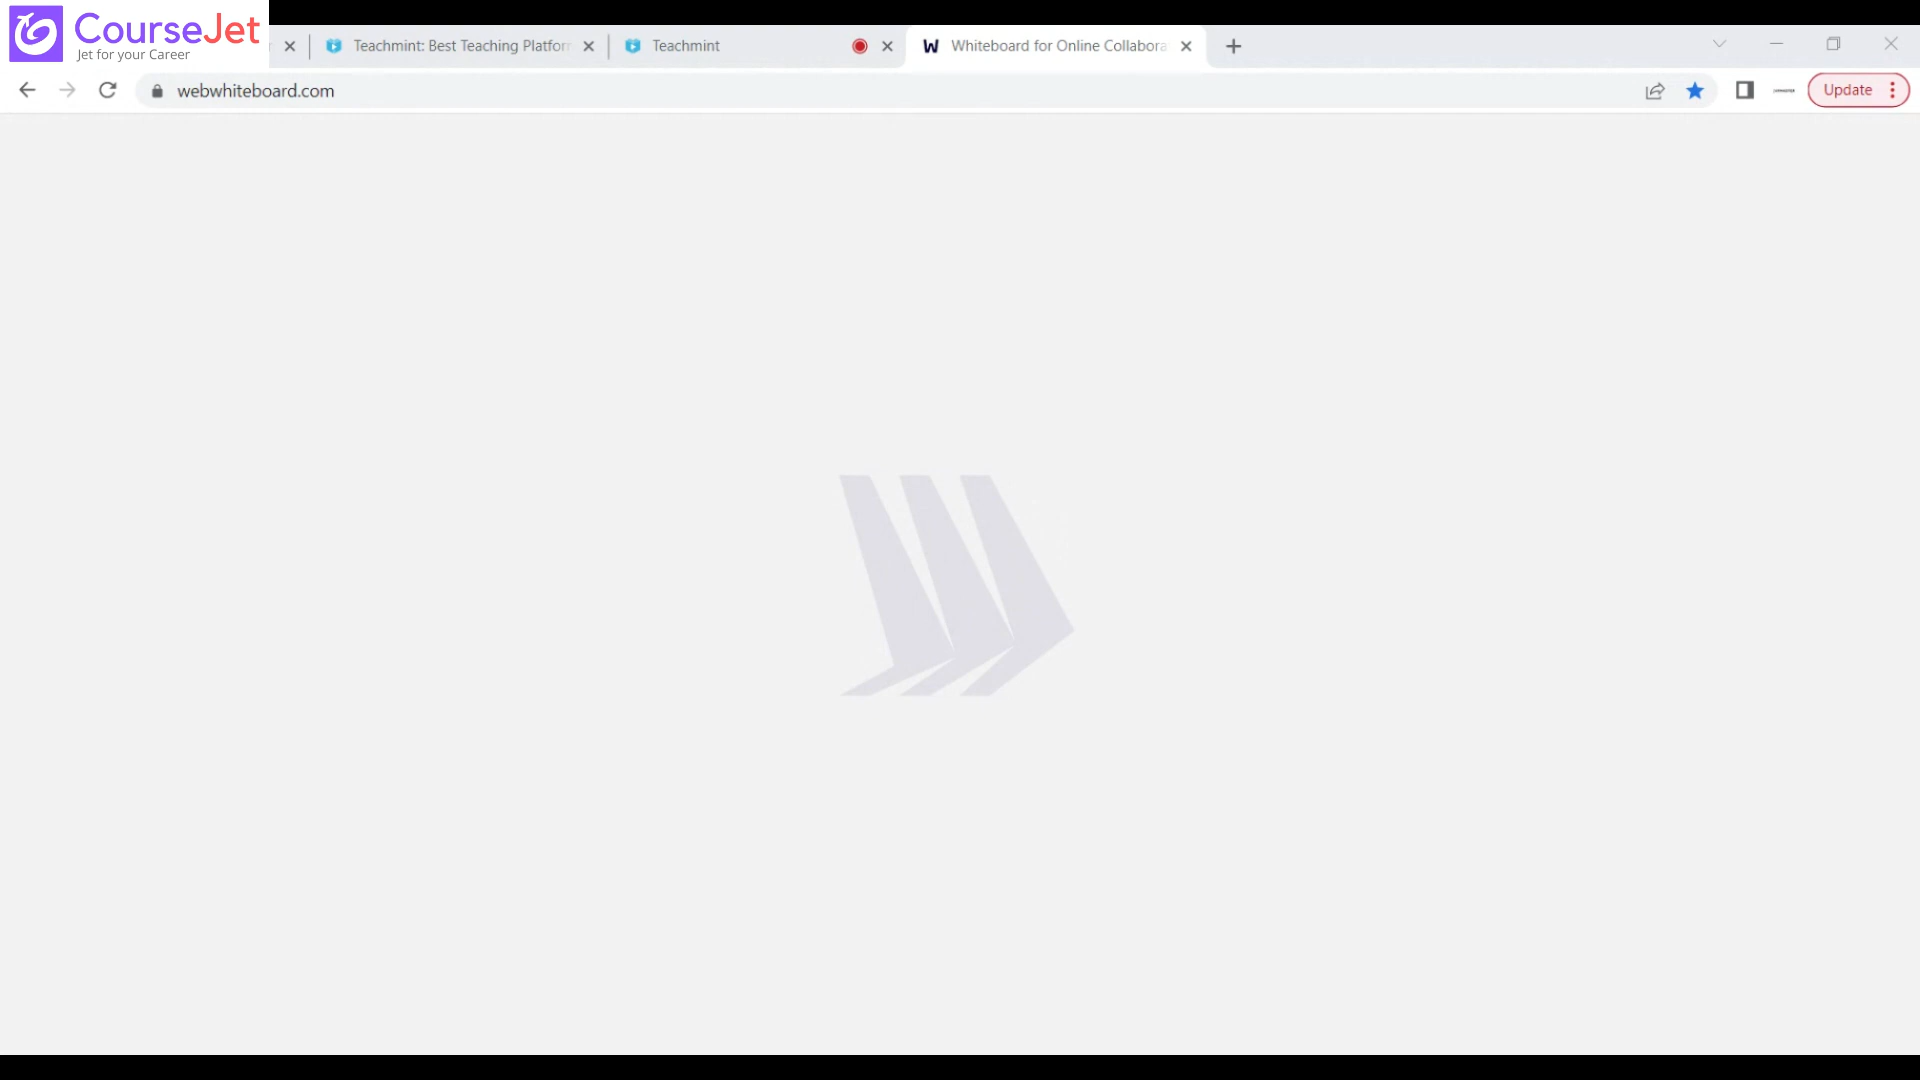 CourseJet
Jet for your Career
Teachmint: Best Teaching Platfor
Teachmint
W Whiteboard for Online Collabora
webwhiteboard.com
Update